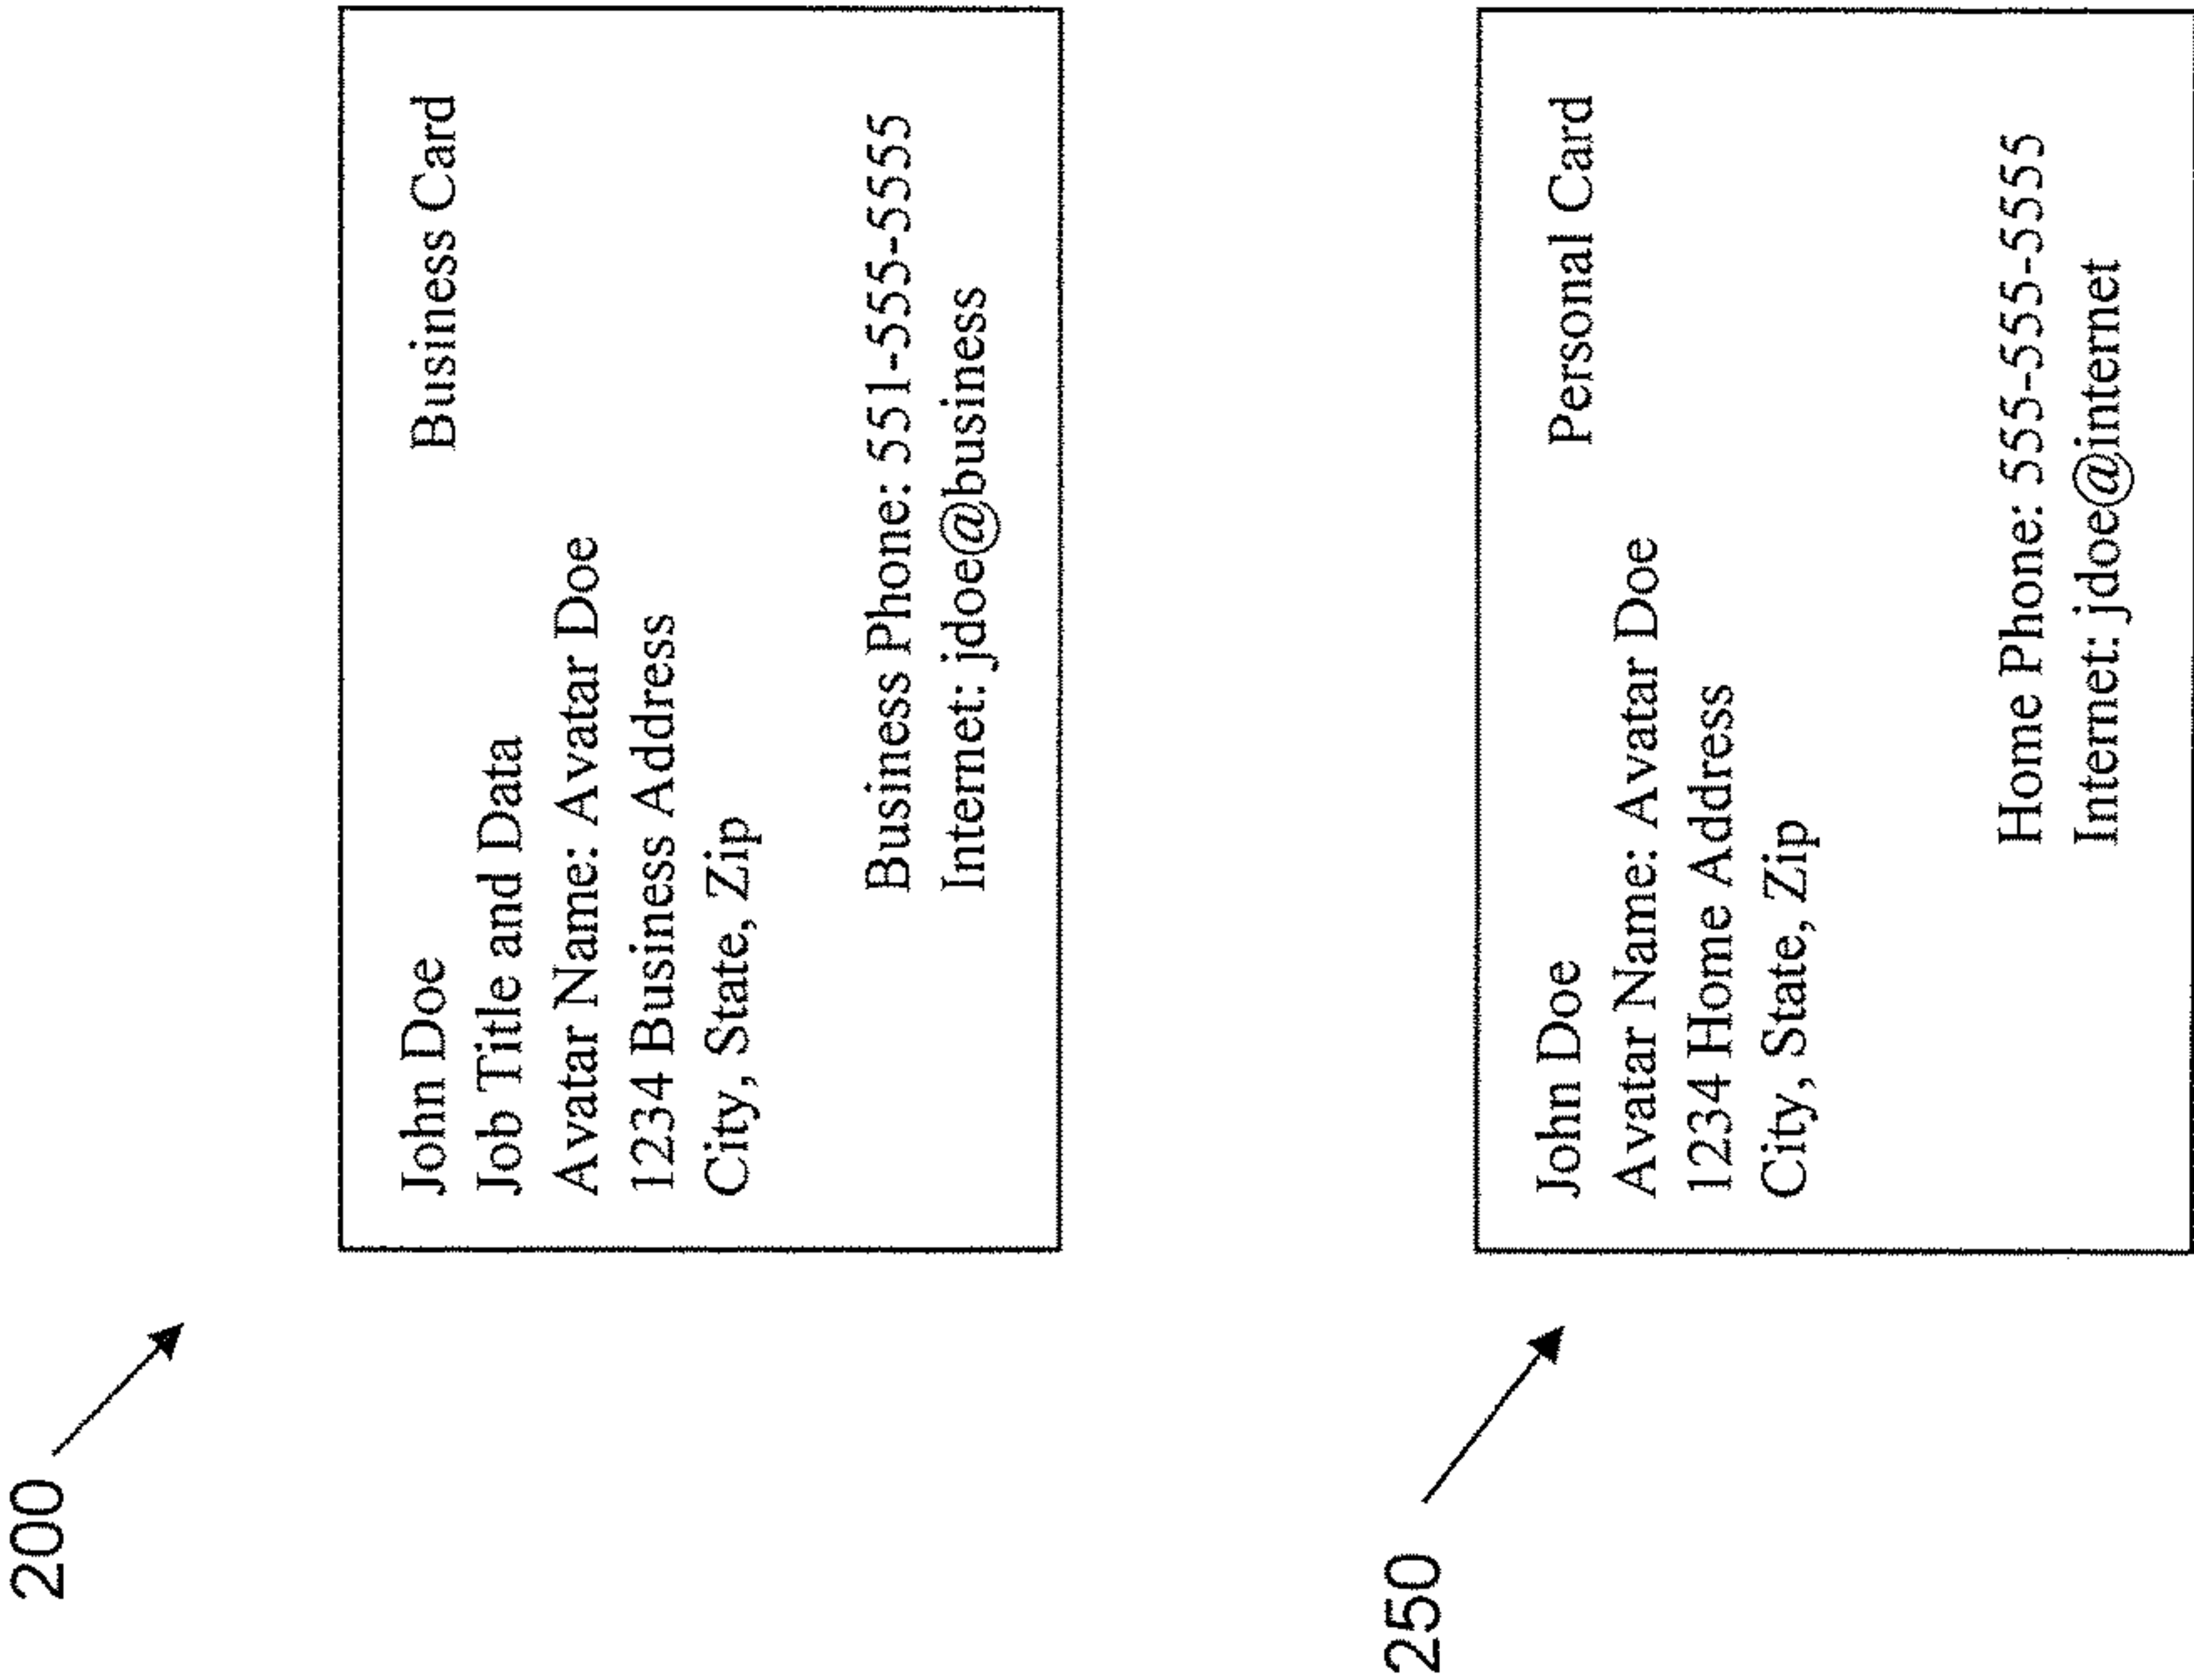 200
John Doe Business Card
Job Title and Data
Avatar Name: Avatar Doe
1234 Business Address
City, State, Zip
Business Phone: 551-555-5555
Internet: jdoe@business
250
John Doe Personal Card
Avatar Name: Avatar Doe
1234 Home Address
City, State, Zip
Home Phone: 555-555-5555
Internet: jdoe@internet